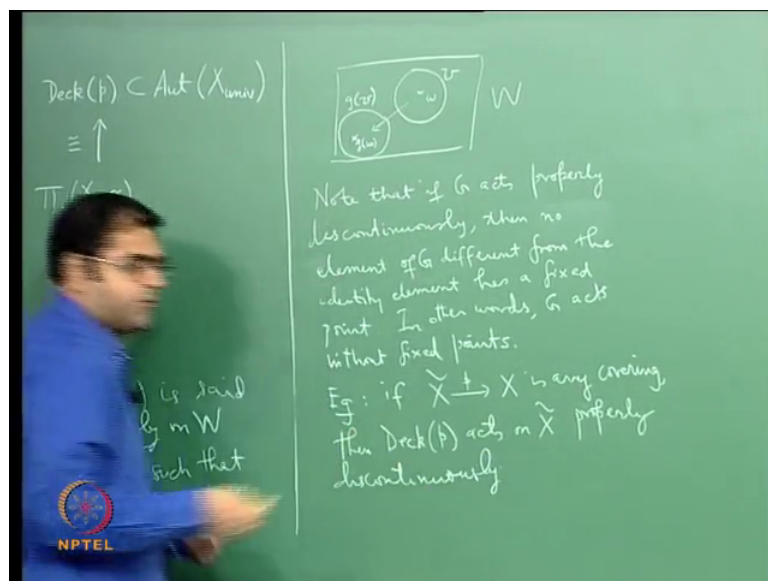 Deck(p) ⊂ Aut(X_univ)
≅ ↑
Π₁(X
) is said
by on W
such that
NPTEL
g(U)
U
w
g(w)
W
Note that if G acts properly
discontinuously, then no
element of G different from the
identity element has a fixed
point. In other words, G acts
without fixed points.
Eg: if X̃ →p X is any covering,
then Deck(p) acts on X̃ properly
discontinuously